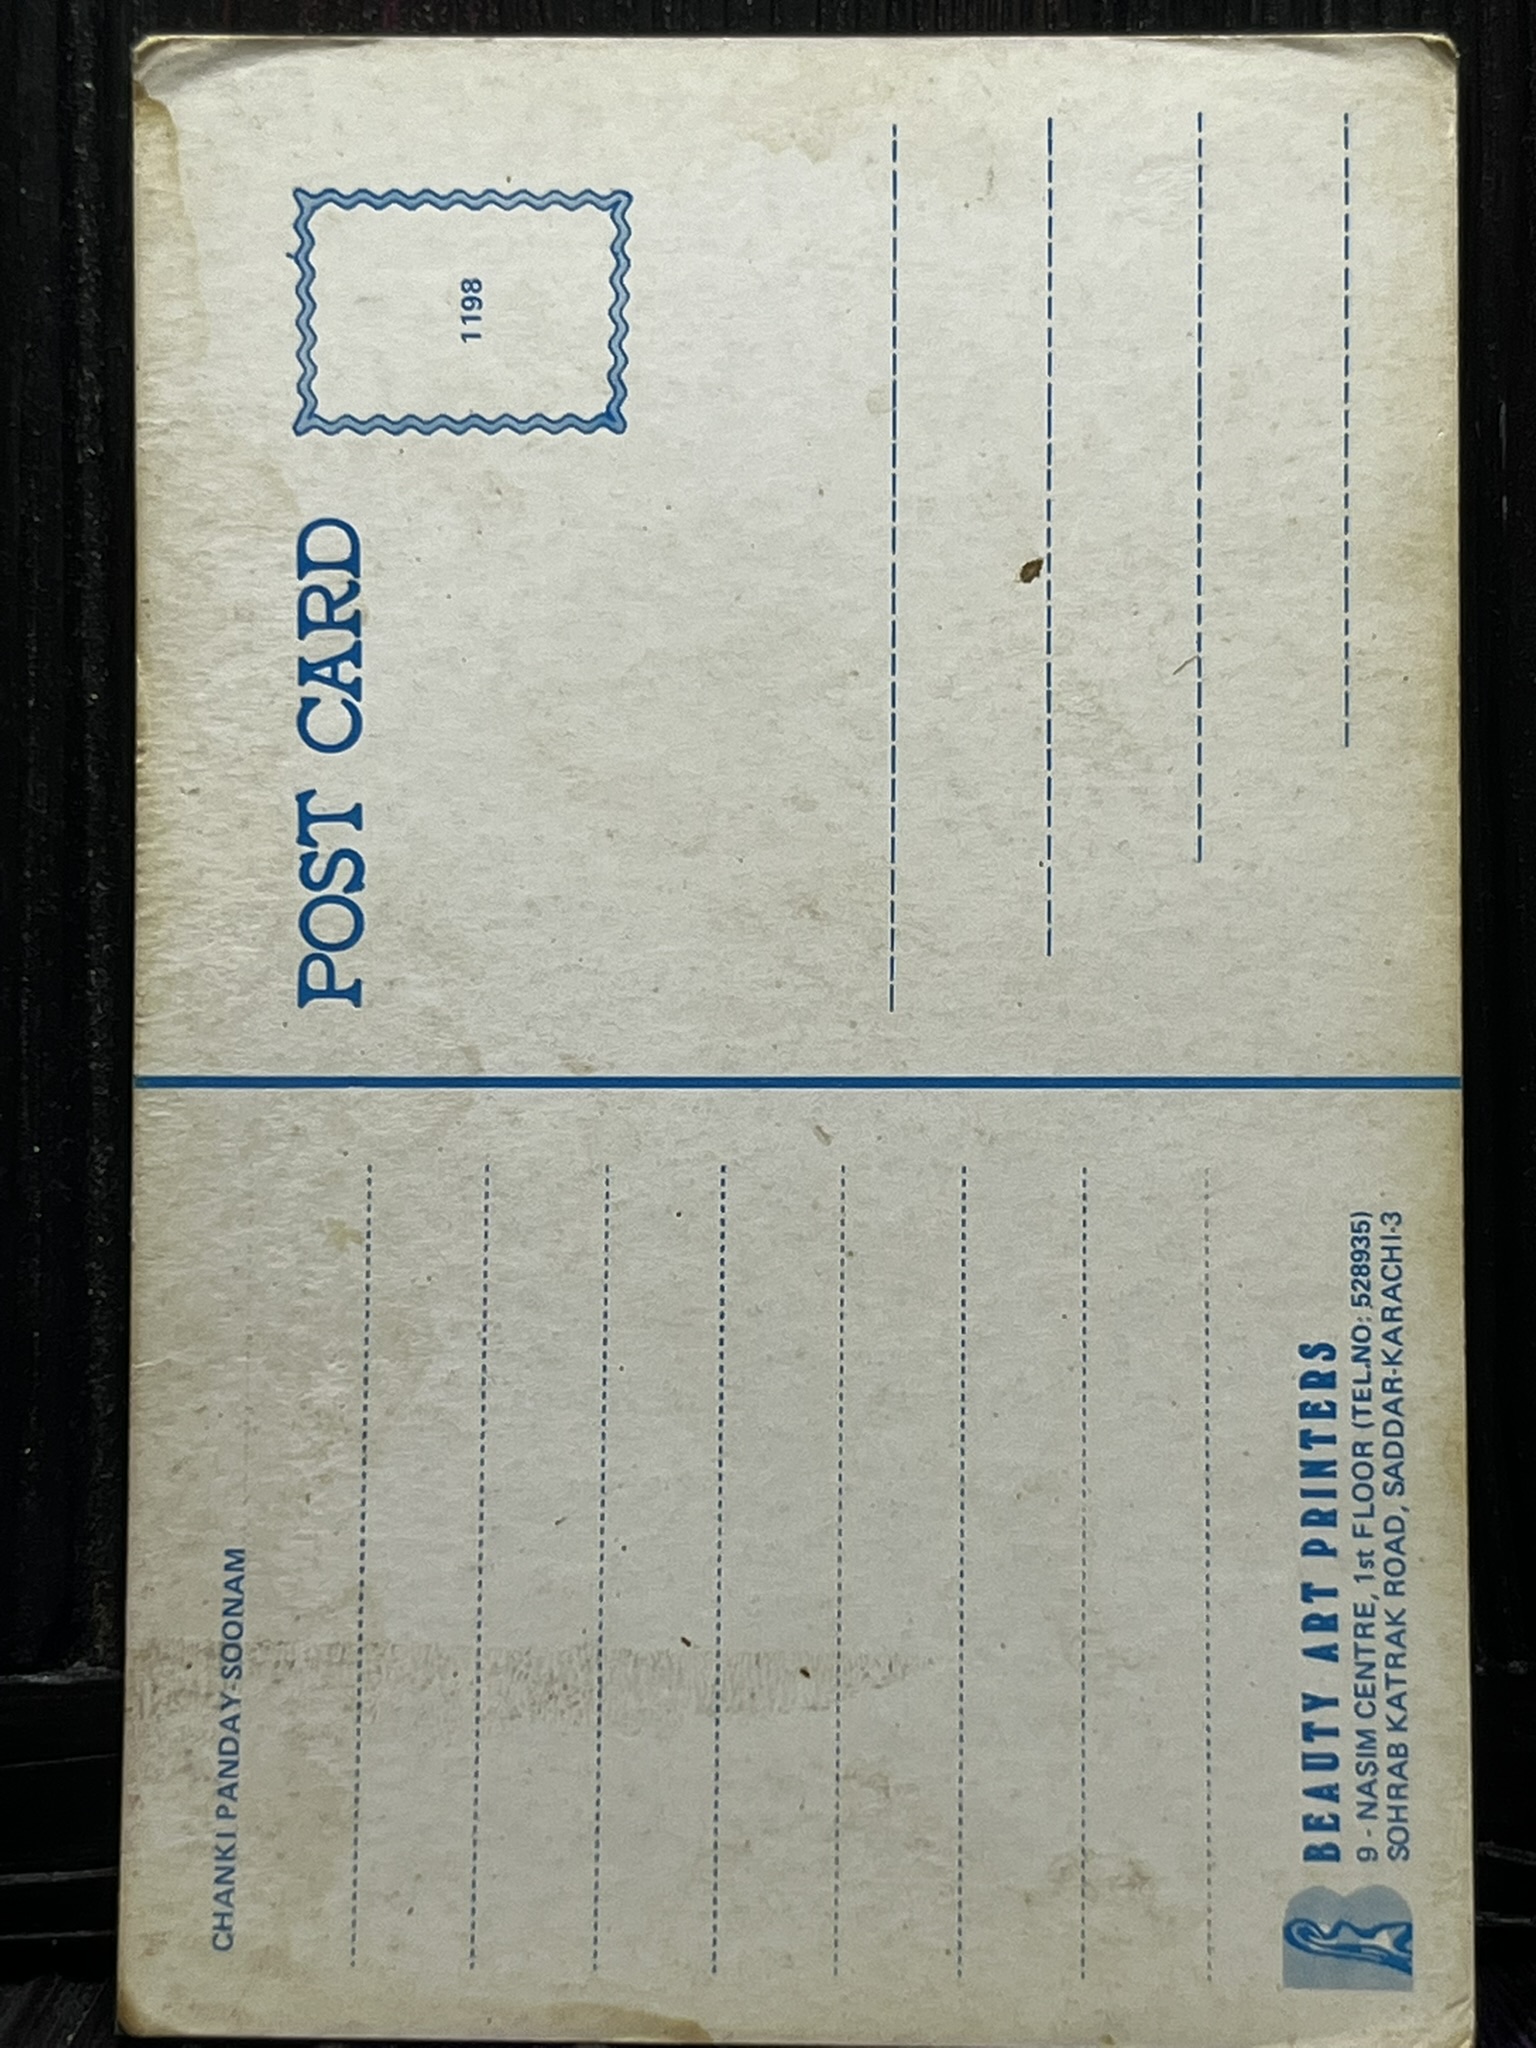 CHANKI PANDAY-SOONAM
POST CARD
1198
BEAUTY ART PRINTERS
9 - NASIM CENTRE, 1st FLOOR (TEL.NO: 528935)
SOHRAB KATRAK ROAD, SADDAR-KARACHI-3